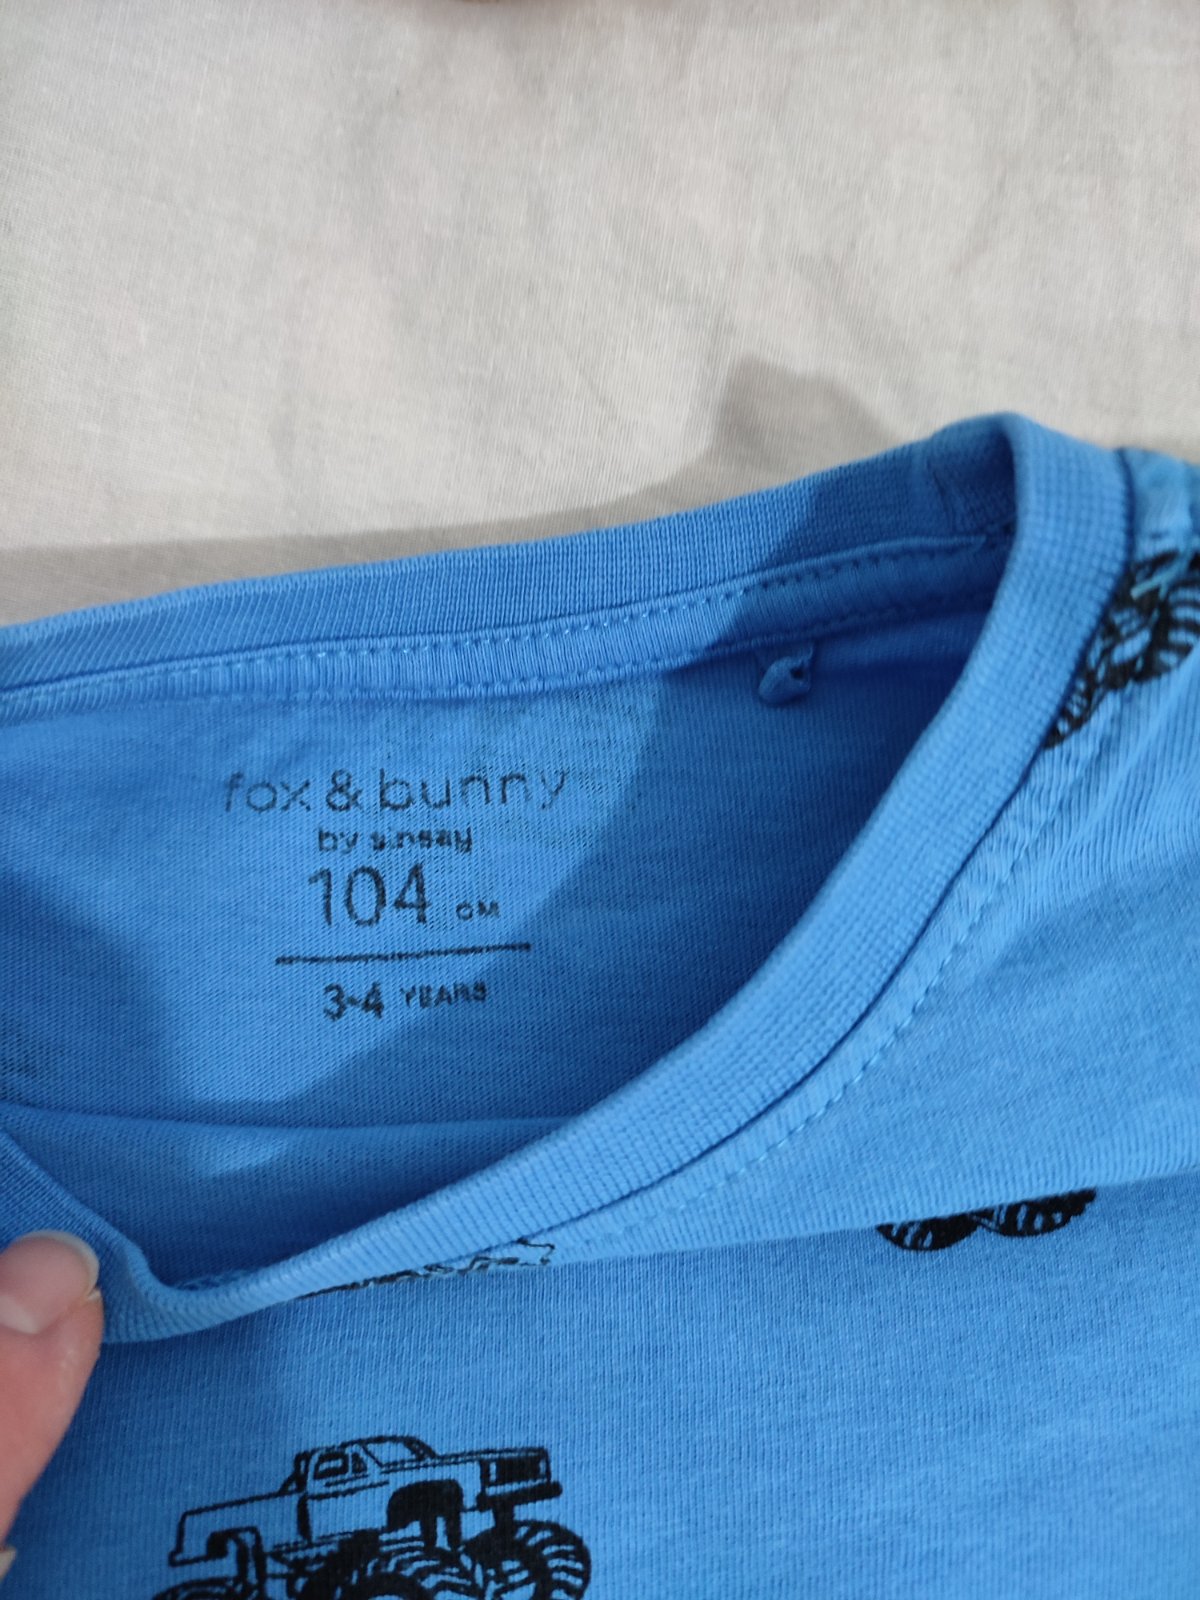 fox & bunny
by sinsay
104 CM
3-4 YEARS